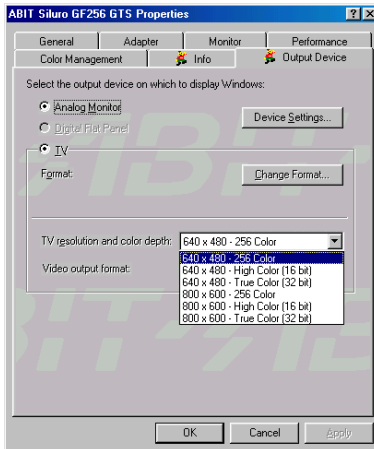 ABIT Siluro GF256 GTS Properties
General Adapter Monitor Performance
Color Management Info Output Device
Select the output device on which to display Windows:
Analog Monitor
Device Settings...
Digital Flat Panel
TV
Format:
Change Format...
TV resolution and color depth: 640 x 480 - 256 Color
Video output format:
640 x 480 - 256 Color
640 x 480 - High Color (16 bit)
640 x 480 - True Color (32 bit)
800 x 600 - 256 Color
800 x 600 - High Color (16 bit)
800 x 600 - True Color (32 bit)
OK Cancel Apply